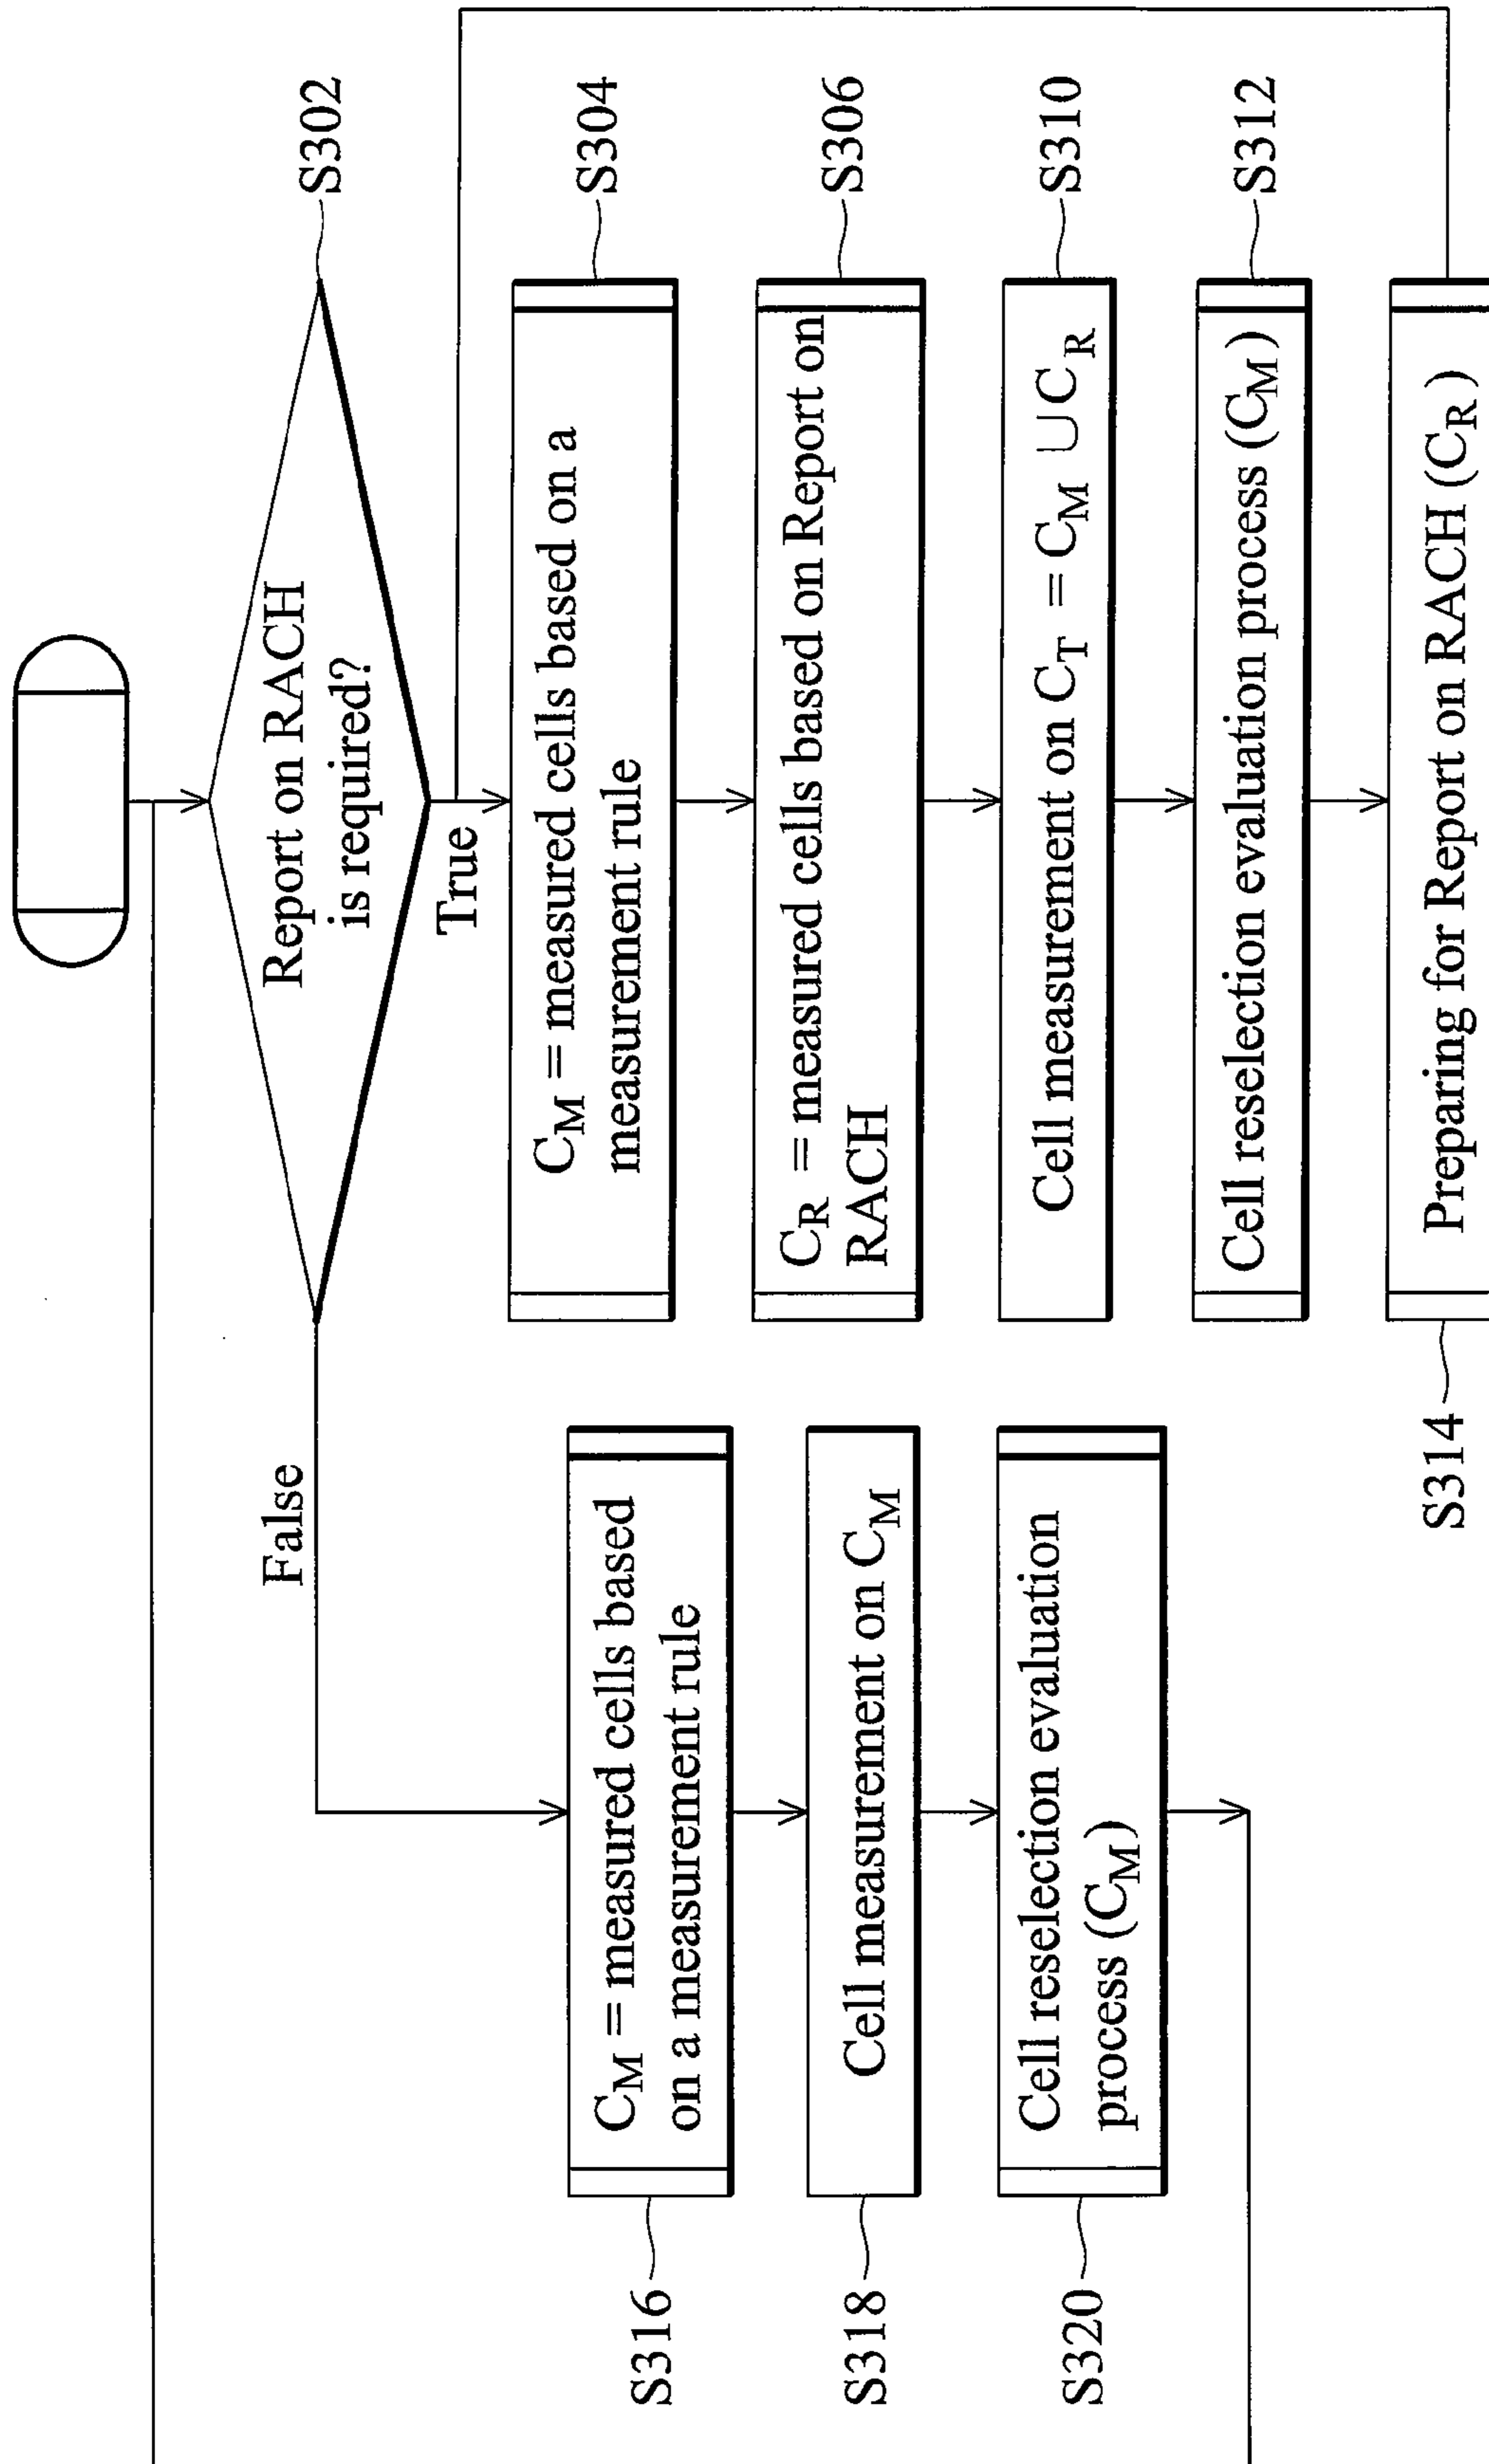 Report on RACH
is required?
S302
True
False
C_M = measured cells based on a
measurement rule
S304
C_R = measured cells based on Report on
RACH
S306
Cell measurement on C_T = C_M ∪ C_R
S310
Cell reselection evaluation process (C_M)
S312
Preparing for Report on RACH (C_R)
S314
C_M = measured cells based
on a measurement rule
S316
Cell measurement on C_M
S318
Cell reselection evaluation
process (C_M)
S320